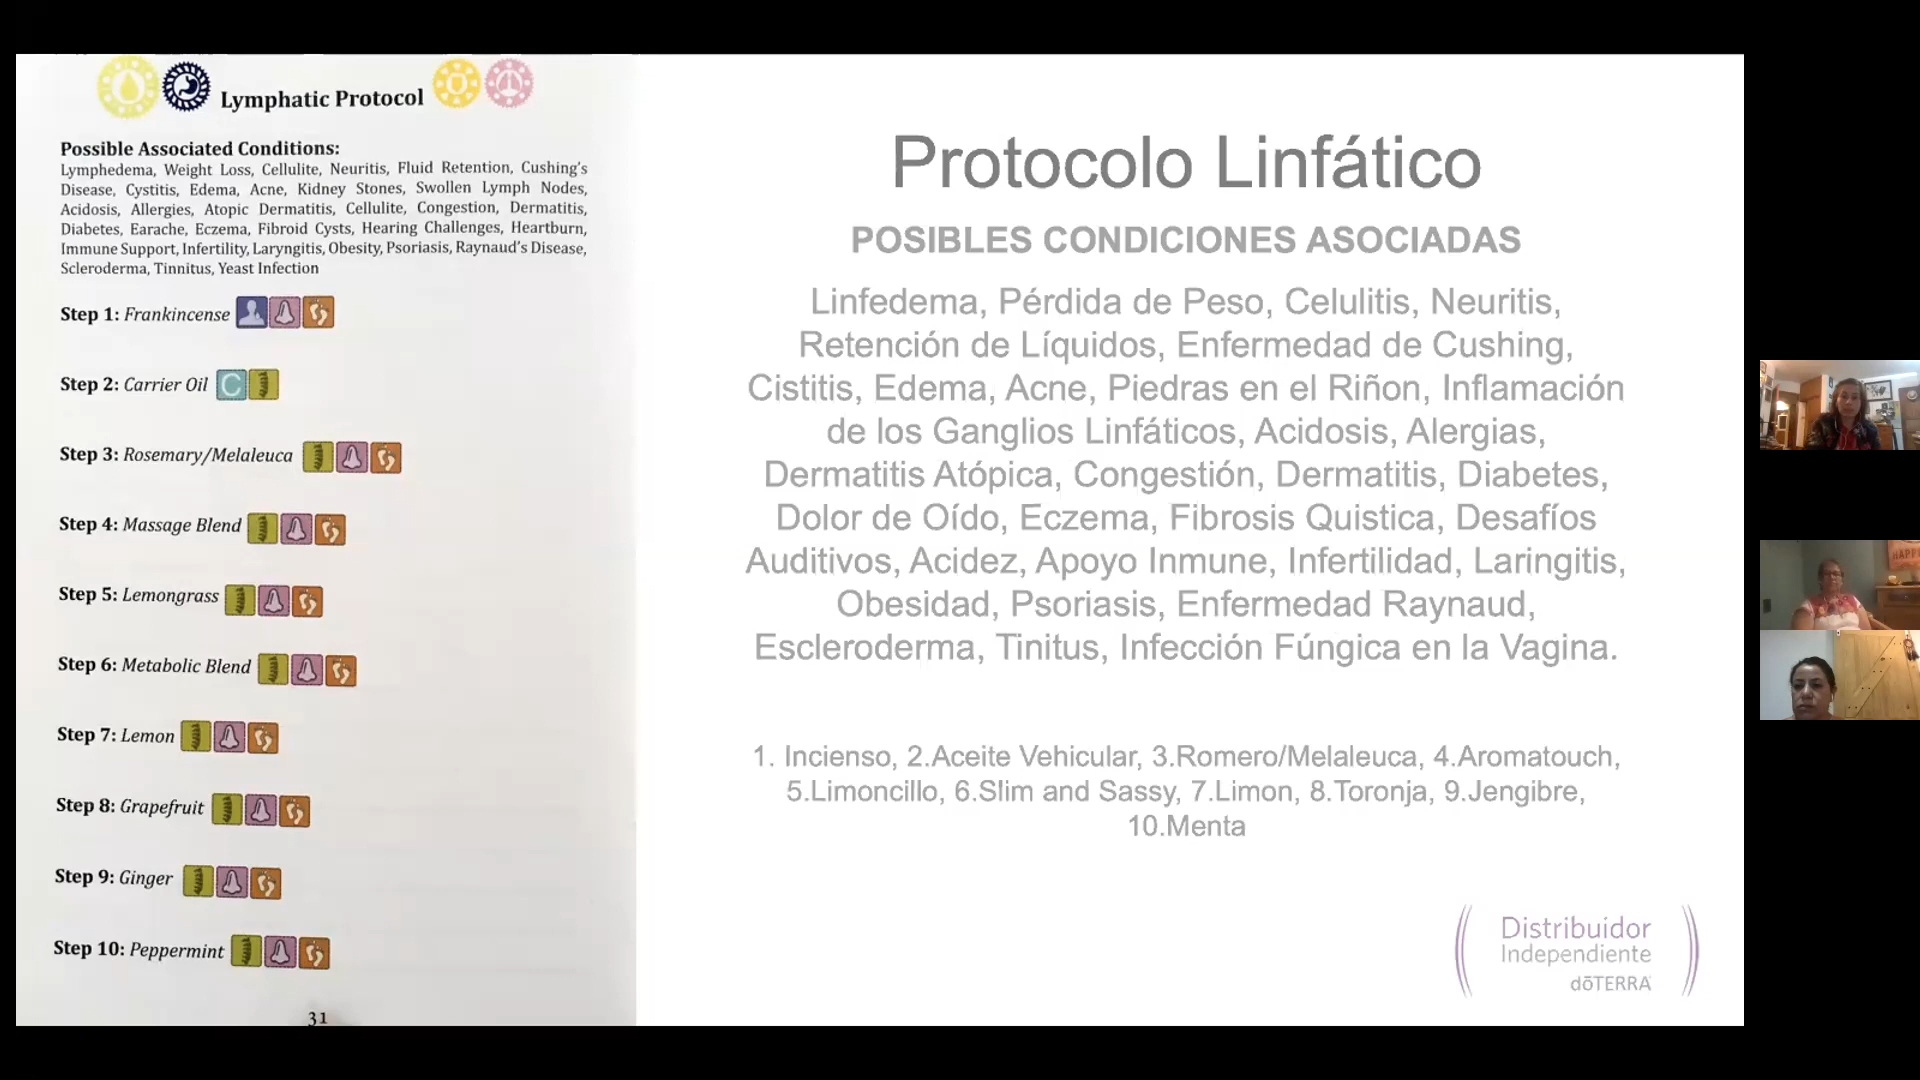 Lymphatic Protocol
Possible Associated Conditions:
Lymphedema, Weight Loss, Cellulite, Neuritis, Fluid Retention, Cushing's
Disease, Cystitis, Edema, Acne, Kidney Stones, Swollen Lymph Nodes,
Acidosis, Allergies, Atopic Dermatitis, Cellulite, Congestion, Dermatitis,
Diabetes, Earache, Eczema, Fibroid Cysts, Hearing Challenges, Heartburn,
Immune Support, Infertility, Laryngitis, Obesity, Psoriasis, Raynaud's Disease,
Scleroderma, Tinnitus, Yeast Infection
Step 1: Frankincense
Step 2: Carrier Oil C
Step 3: Rosemary/Melaleuca
Step 4: Massage Blend
Step 5: Lemongrass
Step 6: Metabolic Blend
Step 7: Lemon
Step 8: Grapefruit
Step 9: Ginger
Step 10: Peppermint
31
Protocolo Linfático
POSIBLES CONDICIONES ASOCIADAS
Linfedema, Pérdida de Peso, Celulitis, Neuritis,
Retención de Líquidos, Enfermedad de Cushing,
Cistitis, Edema, Acne, Piedras en el Riñon, Inflamación
de los Ganglios Linfáticos, Acidosis, Alergias,
Dermatitis Atópica, Congestión, Dermatitis, Diabetes,
Dolor de Oído, Eczema, Fibrosis Quistica, Desafíos
Auditivos, Acidez, Apoyo Inmune, Infertilidad, Laringitis,
Obesidad, Psoriasis, Enfermedad Raynaud,
Escleroderma, Tinitus, Infección Fúngica en la Vagina.
1. Incienso, 2.Aceite Vehicular, 3.Romero/Melaleuca, 4.Aromatouch,
5.Limoncillo, 6.Slim and Sassy, 7.Limon, 8.Toronja, 9.Jengibre,
10.Menta
Distribuidor
Independiente
dōTERRA